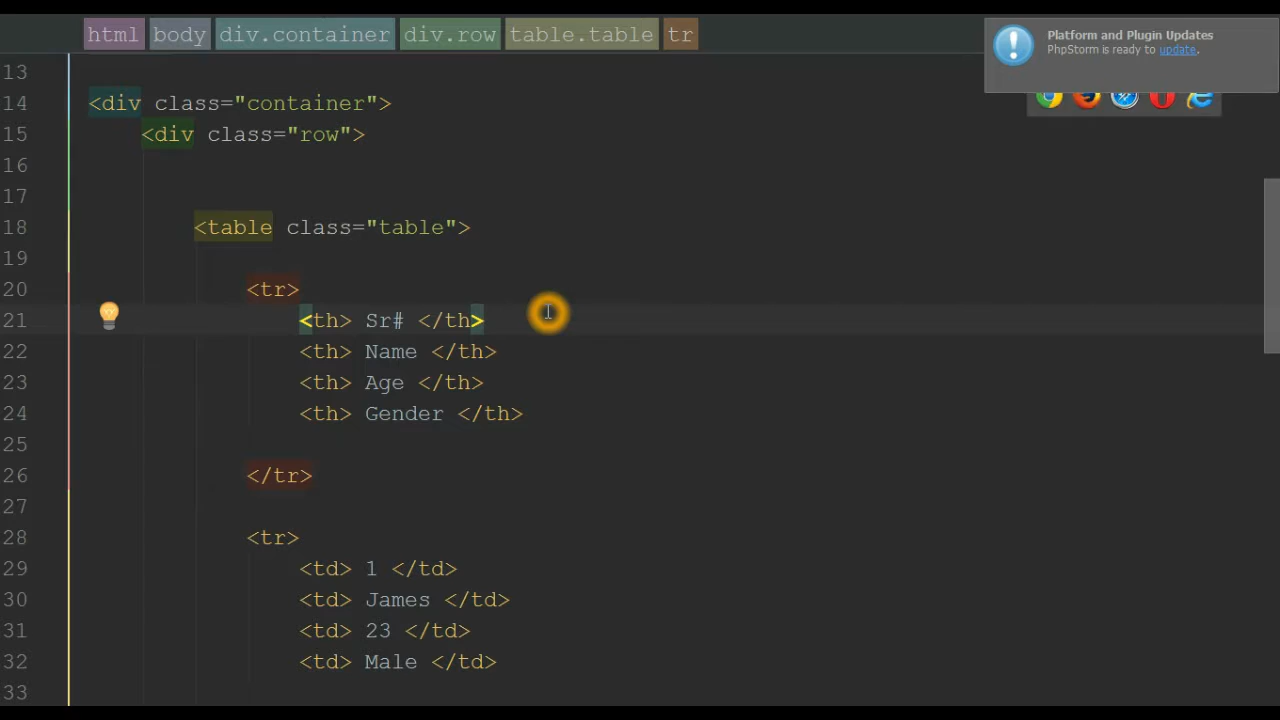 html body div.container div.row table.table tr
Platform and Plugin Updates
PhpStorm is ready to update.
13
14 <div class="container">
15 <div class="row">
16
17
18 <table class="table">
19
20 <tr>
21 <th> Sr# </th>
22 <th> Name </th>
23 <th> Age </th>
24 <th> Gender </th>
25
26 </tr>
27
28 <tr>
29 <td> 1 </td>
30 <td> James </td>
31 <td> 23 </td>
32 <td> Male </td>
33